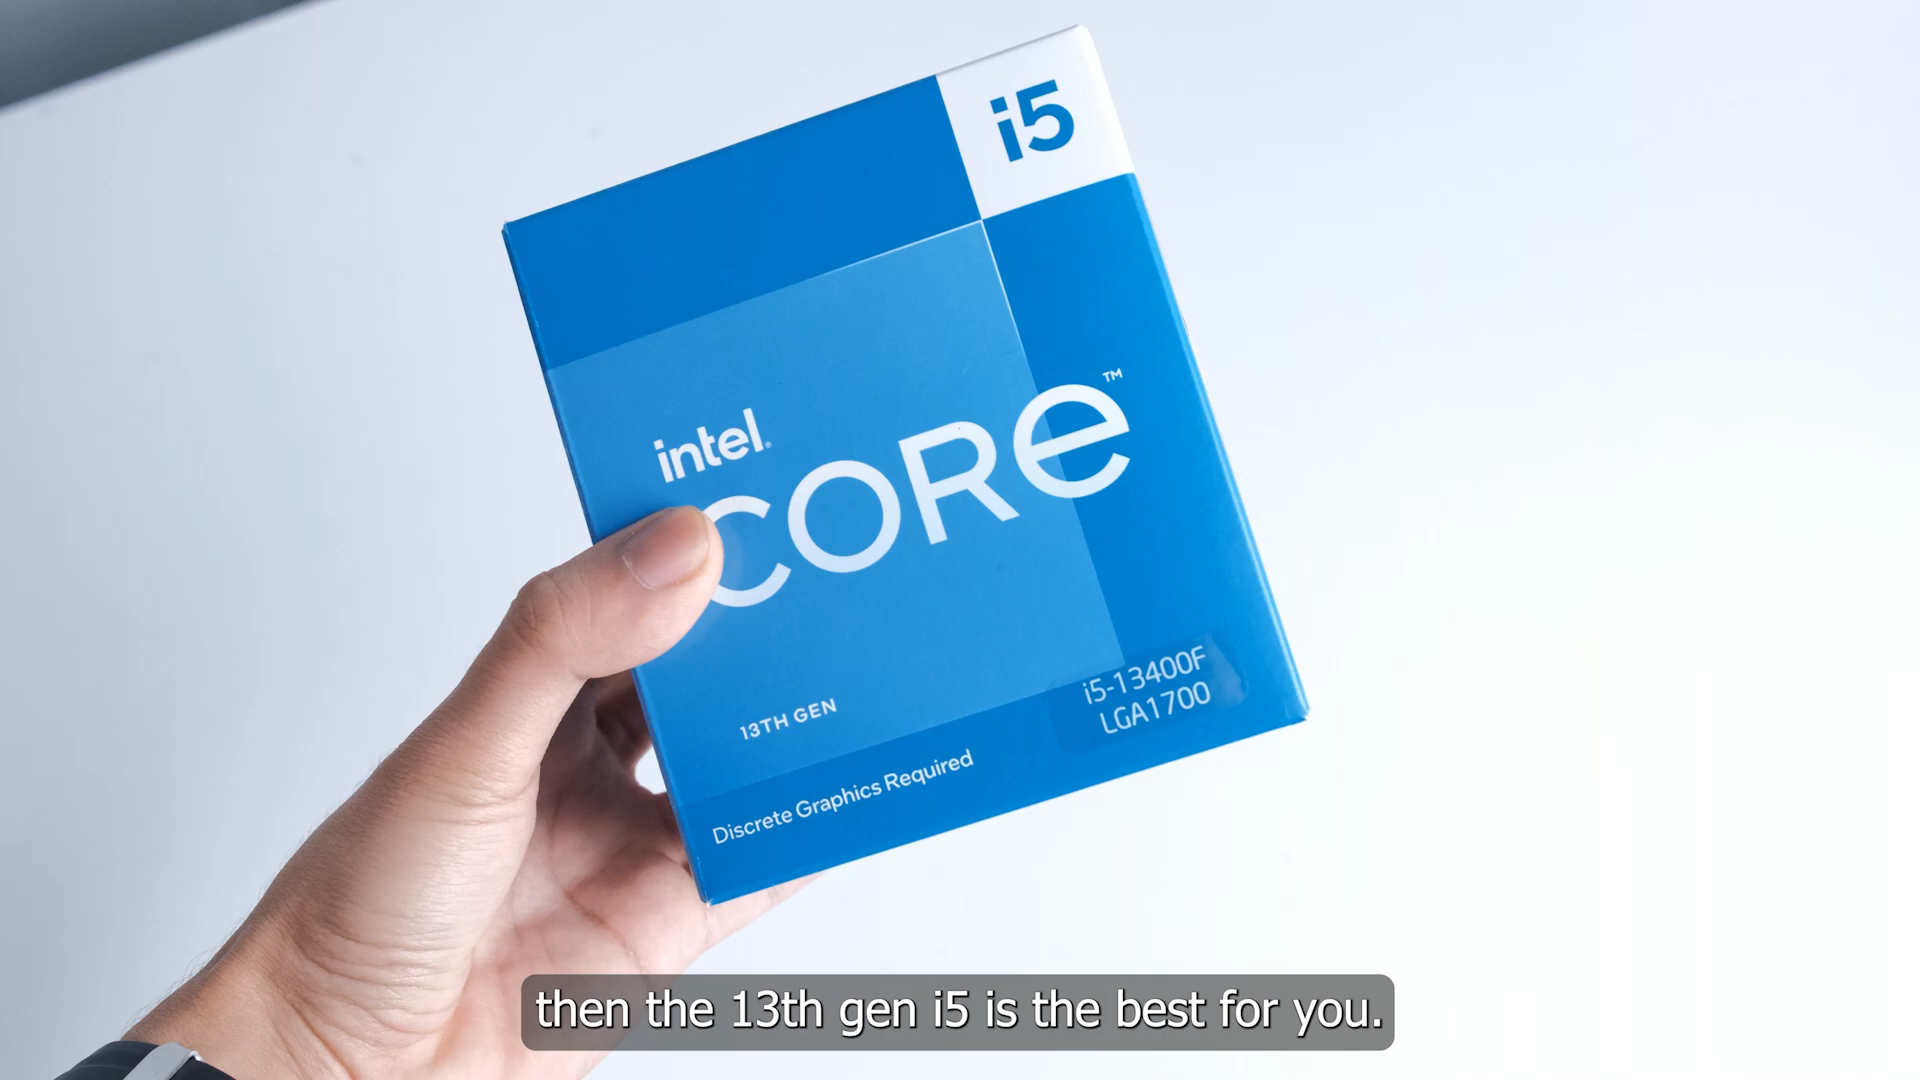 i5
intel.
CORE™
13TH GEN
i5-13400F
LGA1700
Discrete Graphics Required
then the 13th gen i5 is the best for you.